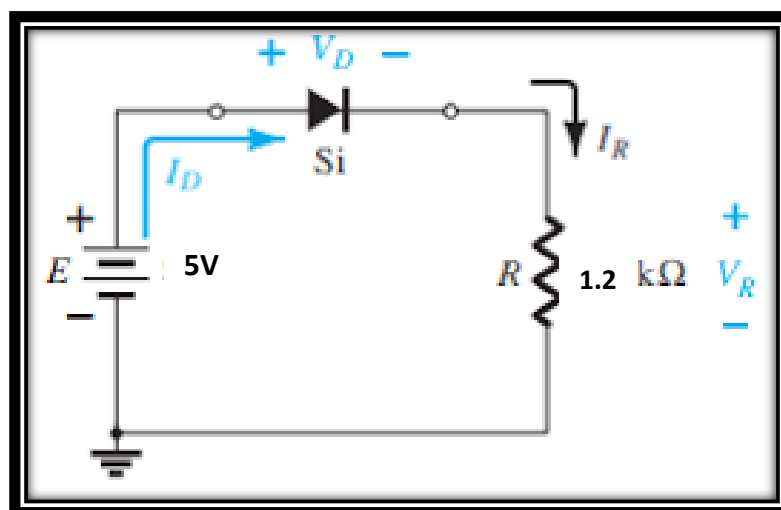 + V_D −
I_D
Si
I_R
+
E
5V
−
R
1.2 kΩ
+
V_R
−